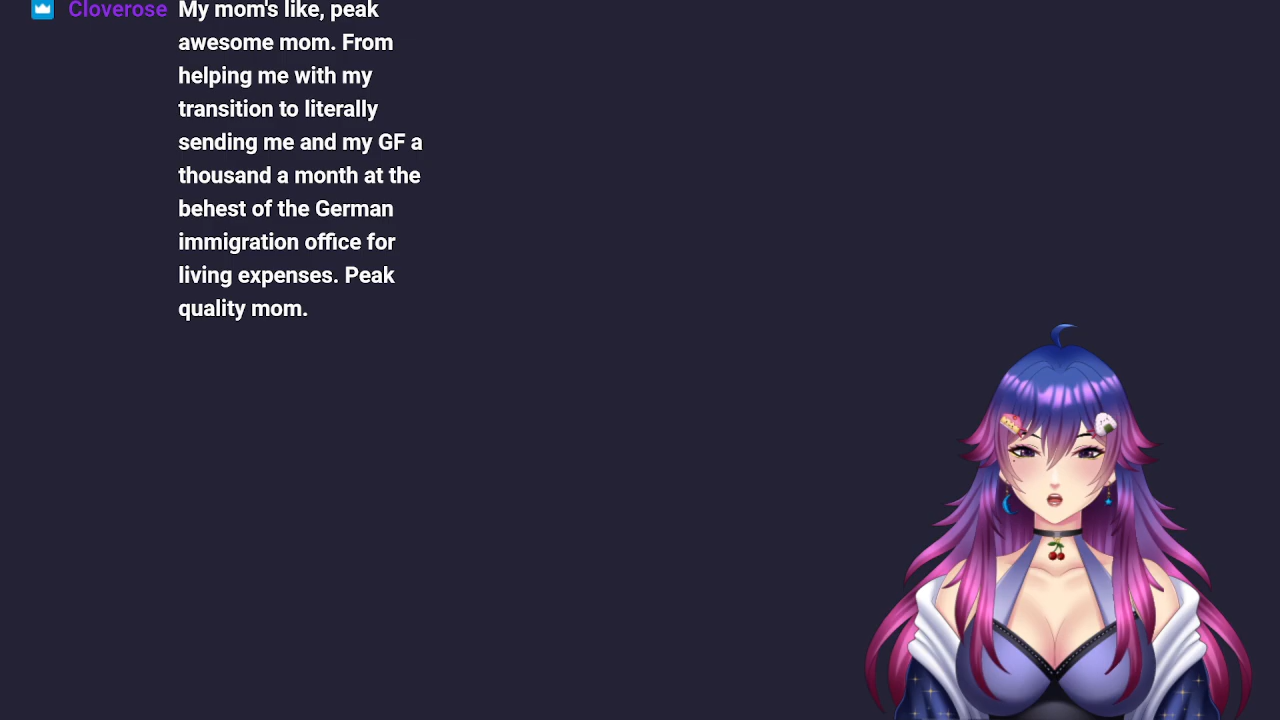 Cloverose My mom's like, peak
awesome mom. From
helping me with my
transition to literally
sending me and my GF a
thousand a month at the
behest of the German
immigration office for
living expenses. Peak
quality mom.